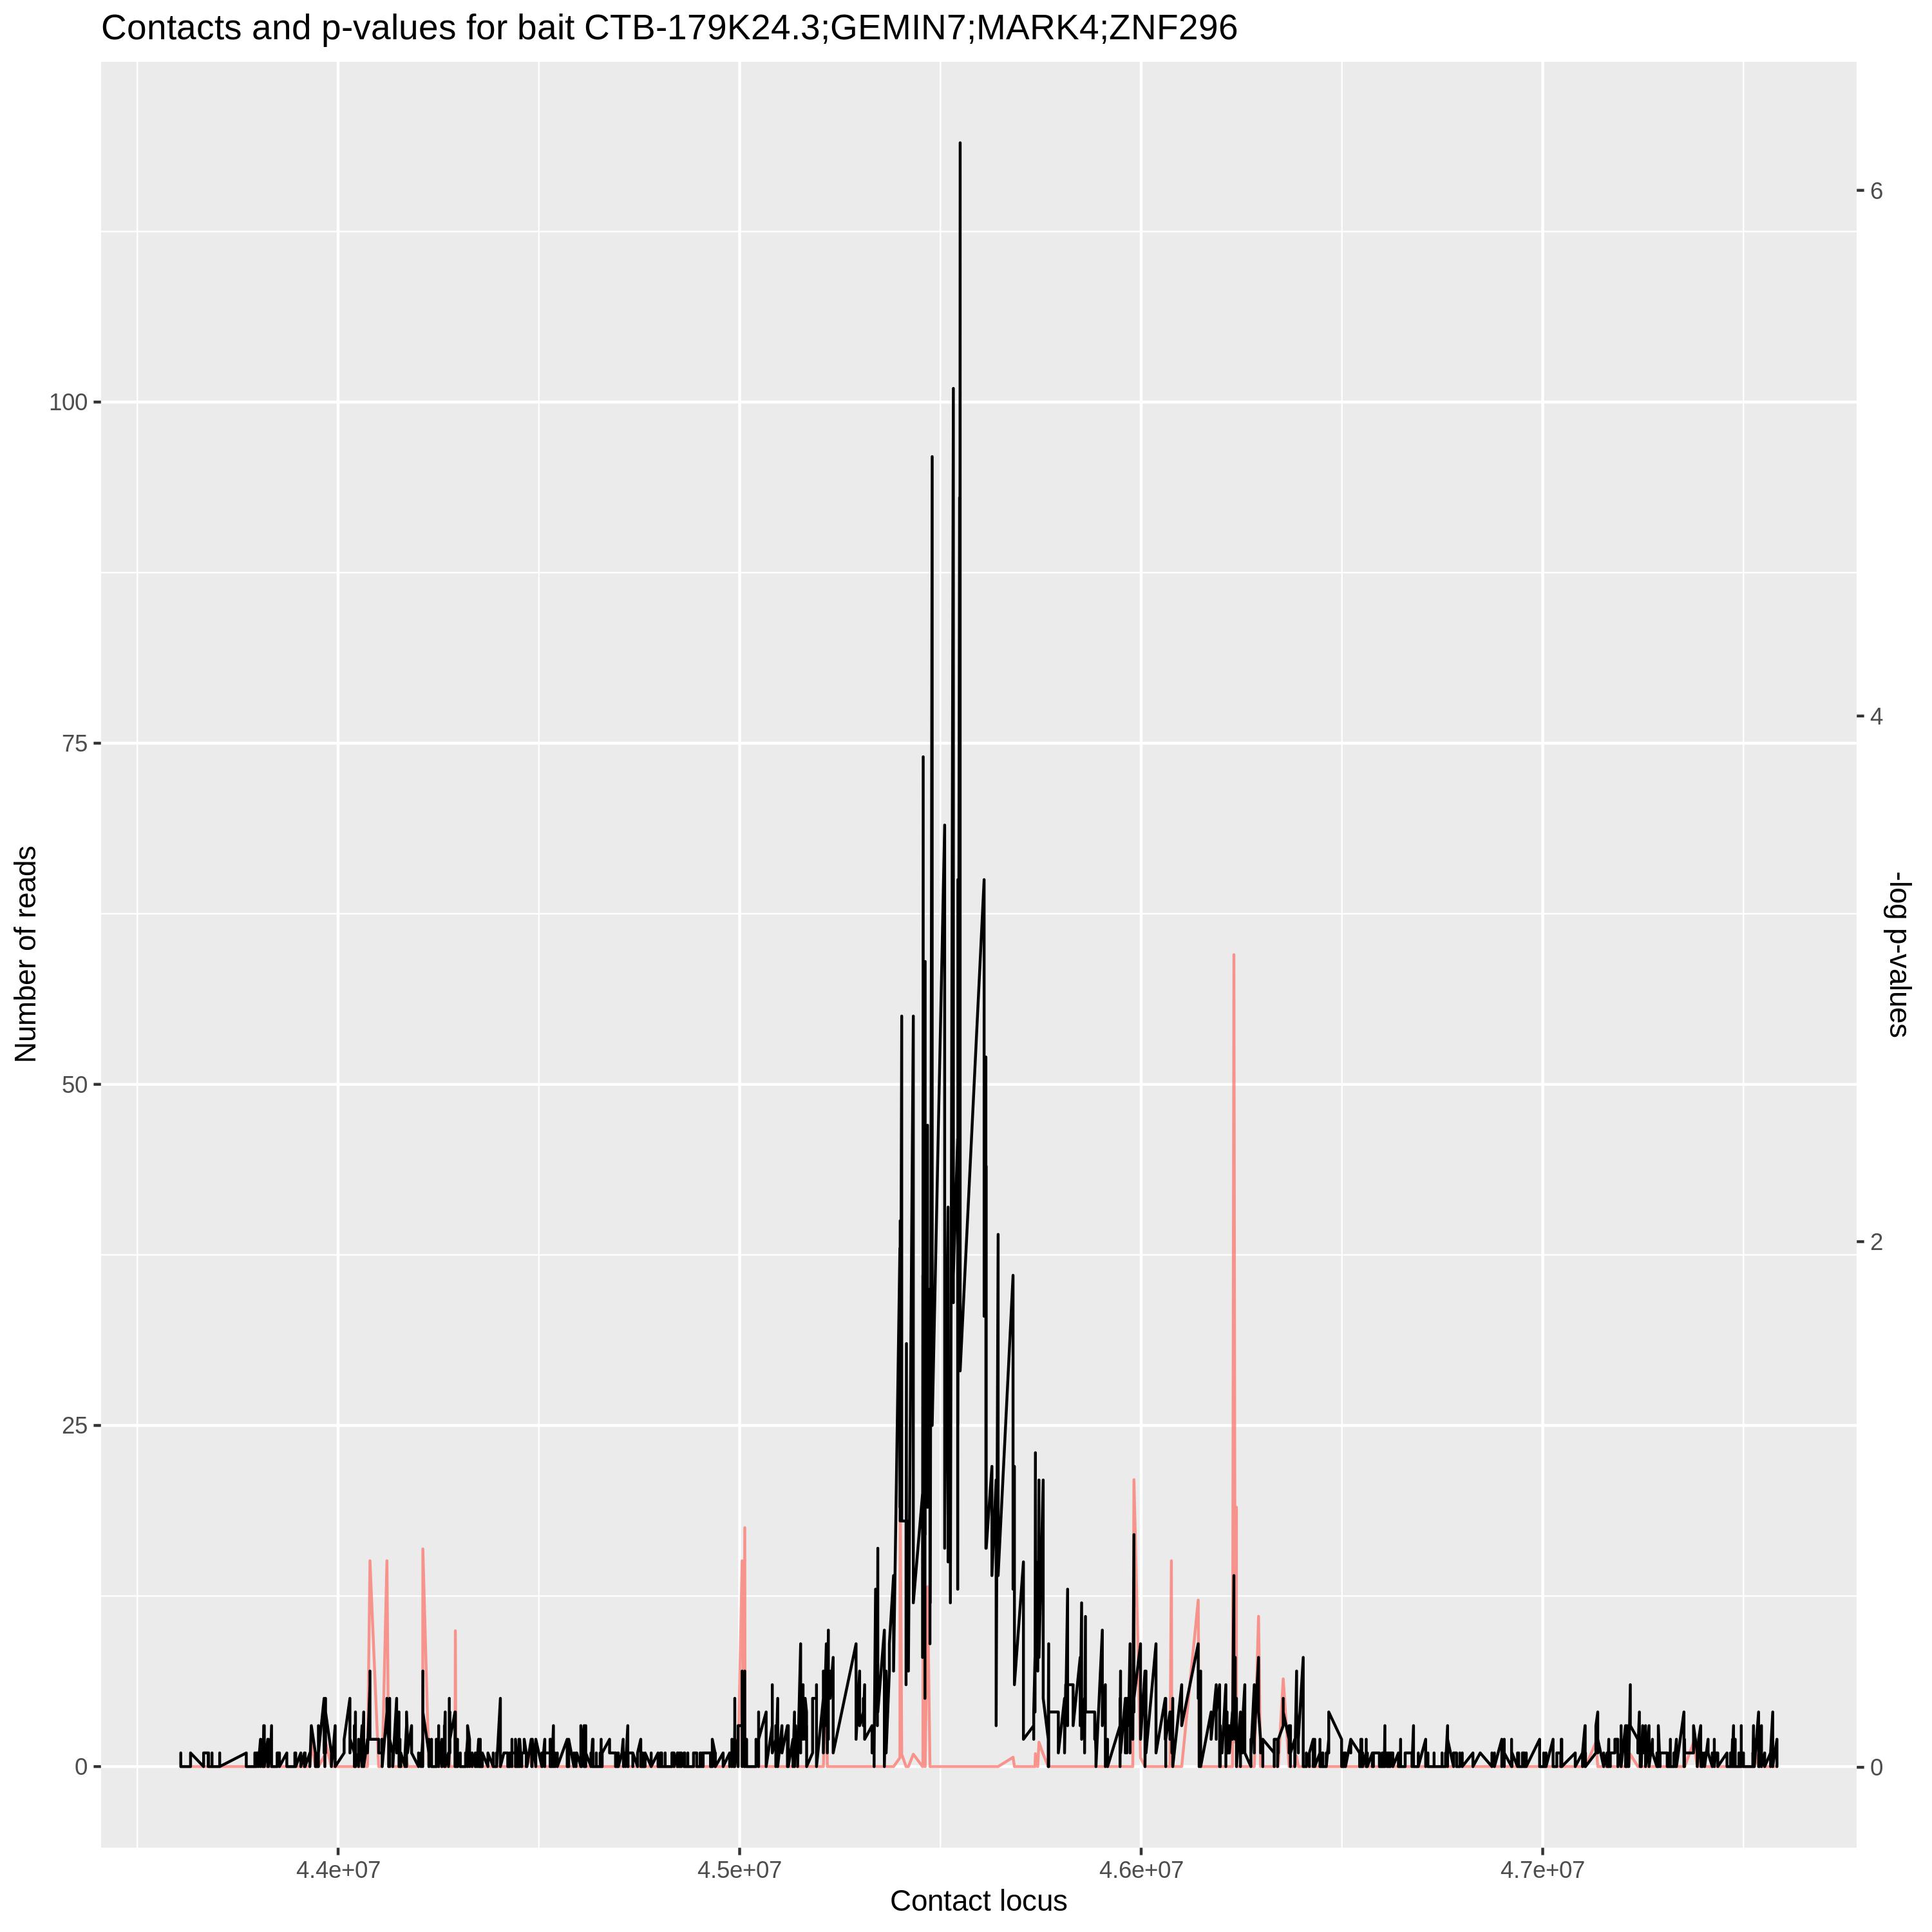 Contacts and p-values for bait CTB-179K24.3;GEMIN7;MARK4;ZNF296
Number of reads
100
75
50
25
0
6
4
2
0
-log p-values
4.4e+07
4.5e+07
4.6e+07
4.7e+07
Contact locus